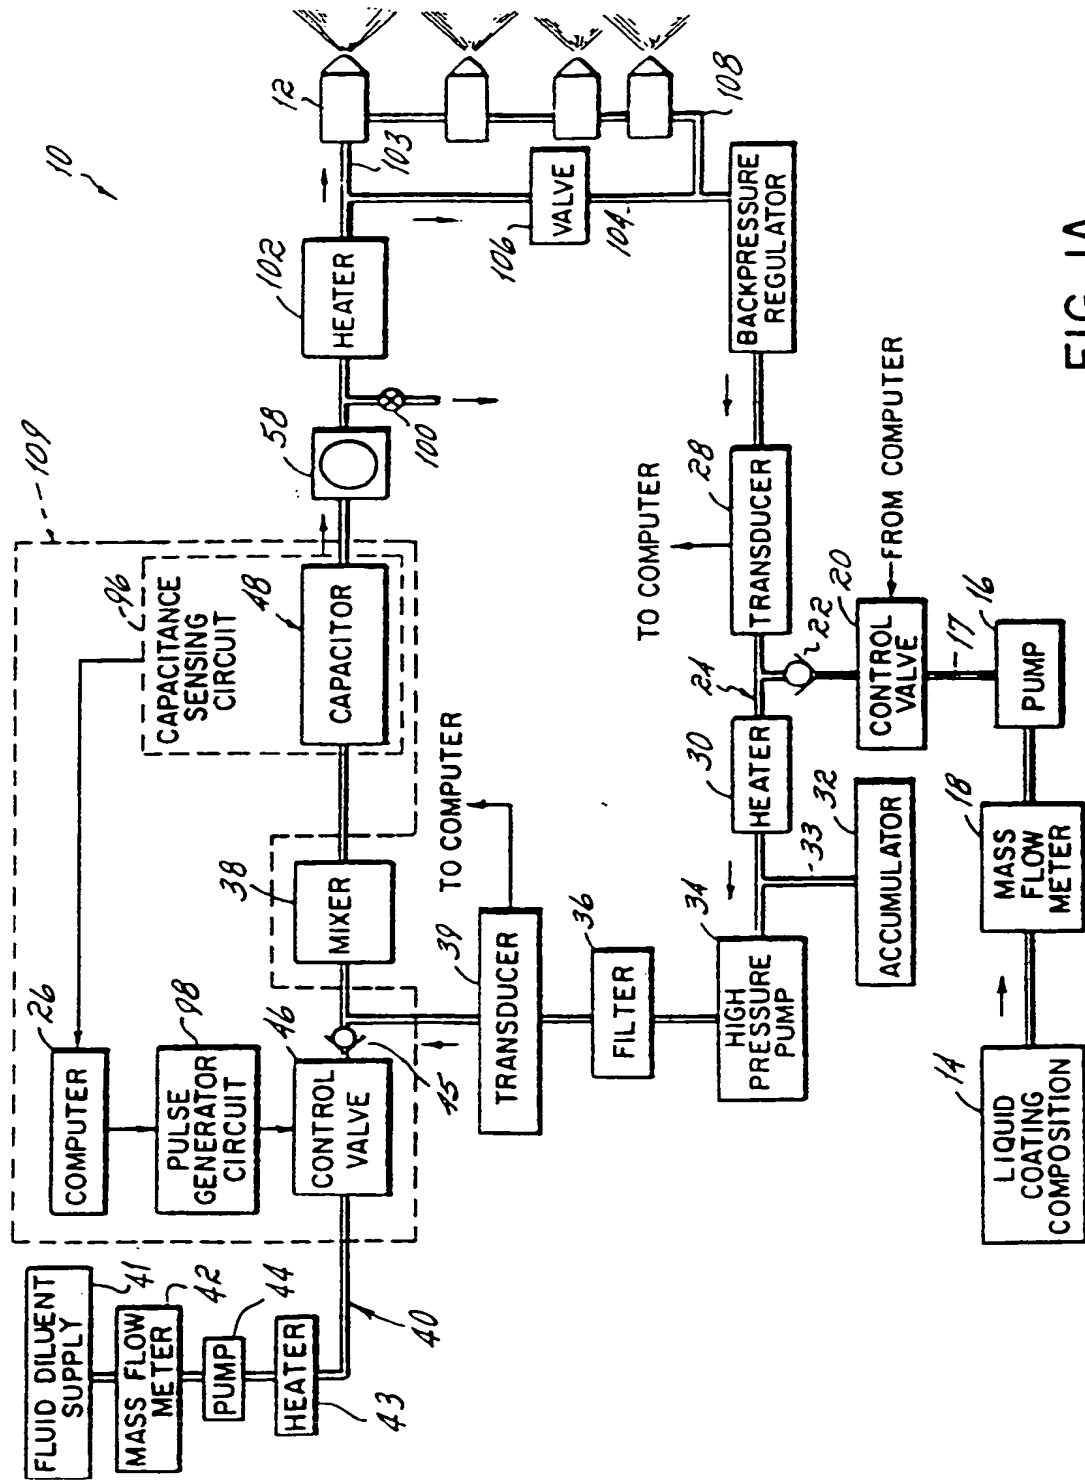 10
109
96
CAPACITANCE
SENSING
CIRCUIT
26
COMPUTER
98
PULSE
GENERATOR
CIRCUIT
46
CONTROL
VALVE
45
38
MIXER
48
CAPACITOR
58
100
102
HEATER
12
103
106
VALVE
104
108
FLUID DILUENT
SUPPLY
41
MASS FLOW
METER
42
PUMP
44
HEATER
43
40
TO COMPUTER
39
TRANSDUCER
36
FILTER
34
HIGH
PRESSURE
PUMP
33
32
ACCUMULATOR
30
HEATER
24
TO COMPUTER
28
TRANSDUCER
BACKPRESSURE
REGULATOR
22
20
CONTROL
VALVE
FROM COMPUTER
17
16
PUMP
18
MASS
FLOW
METER
14
LIQUID
COATING
COMPOSITION
FIG. 1A